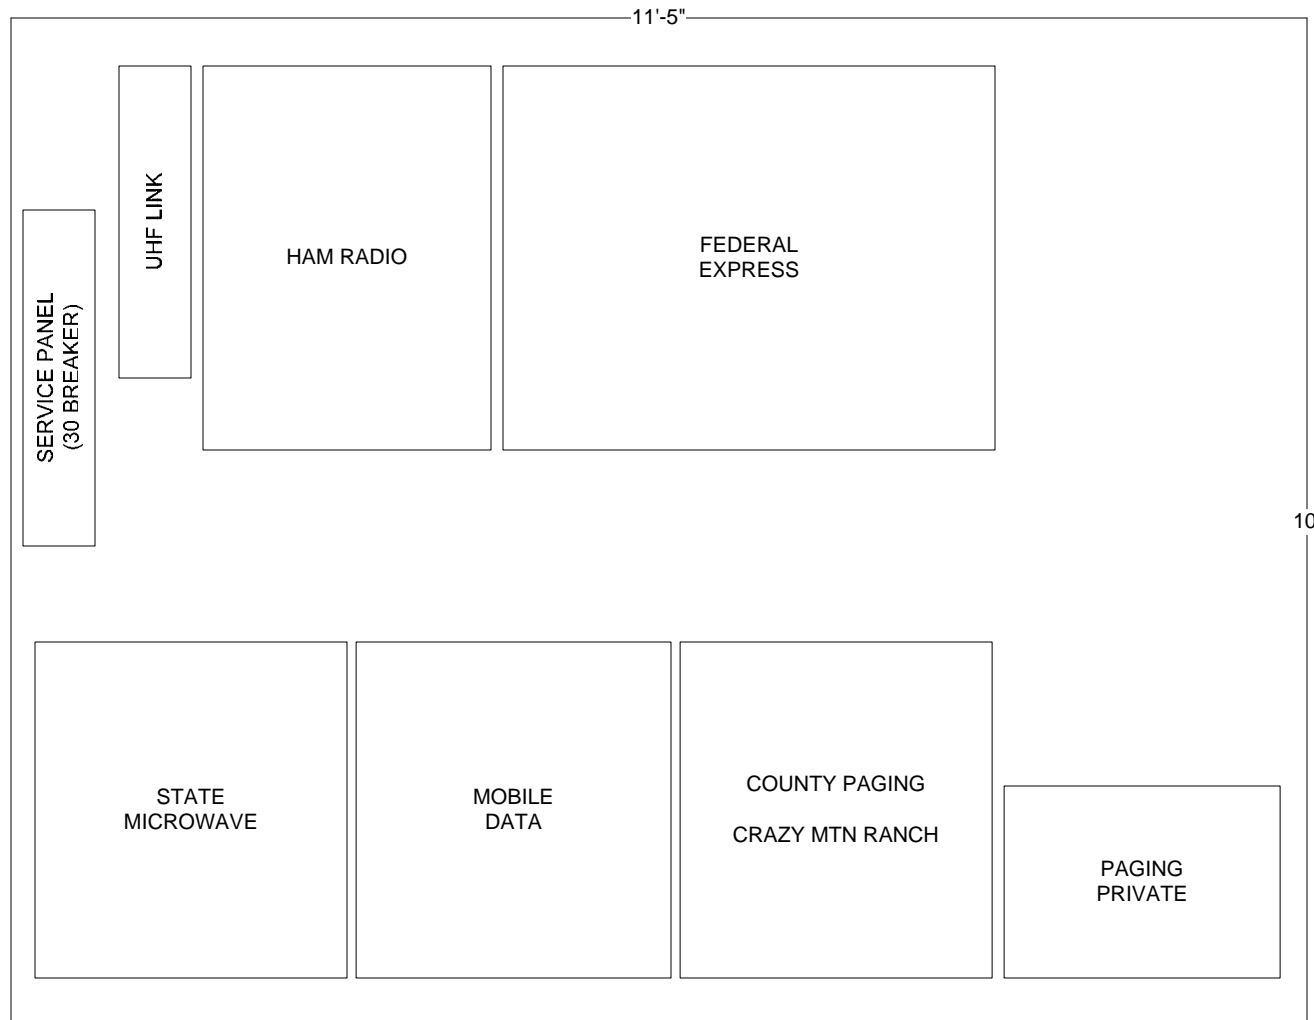 11'-5"
UHF LINK
HAM RADIO
FEDERAL
EXPRESS
SERVICE PANEL
(30 BREAKER)
10
STATE
MICROWAVE
MOBILE
DATA
COUNTY PAGING
CRAZY MTN RANCH
PAGING
PRIVATE